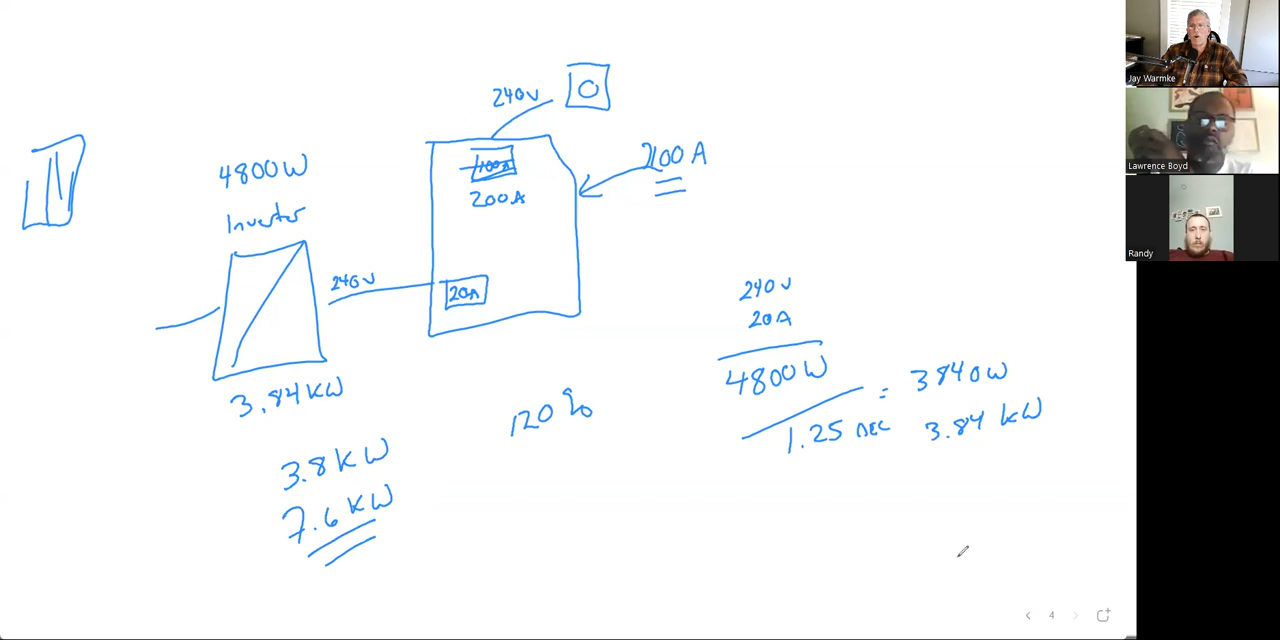 240V
4800W
Inverter
100A
200A
200A
240V
20A
3.84KW
3.8KW
7.6KW
120%
240V
20A
4800W
1.25 NEC = 3840W
3.84 KW
Jay Warmke
Lawrence Boyd
Randy
4